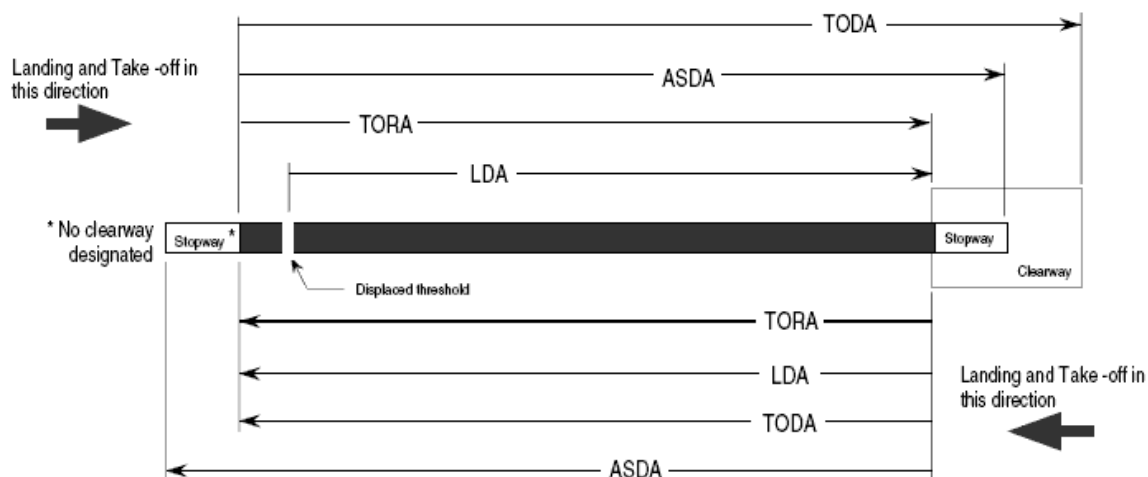 TODA
Landing and Take -off in
this direction
ASDA
TORA
LDA
* No clearway
designated
Stopway *
Stopway
Clearway
Displaced threshold
TORA
LDA
Landing and Take -off in
this direction
TODA
ASDA